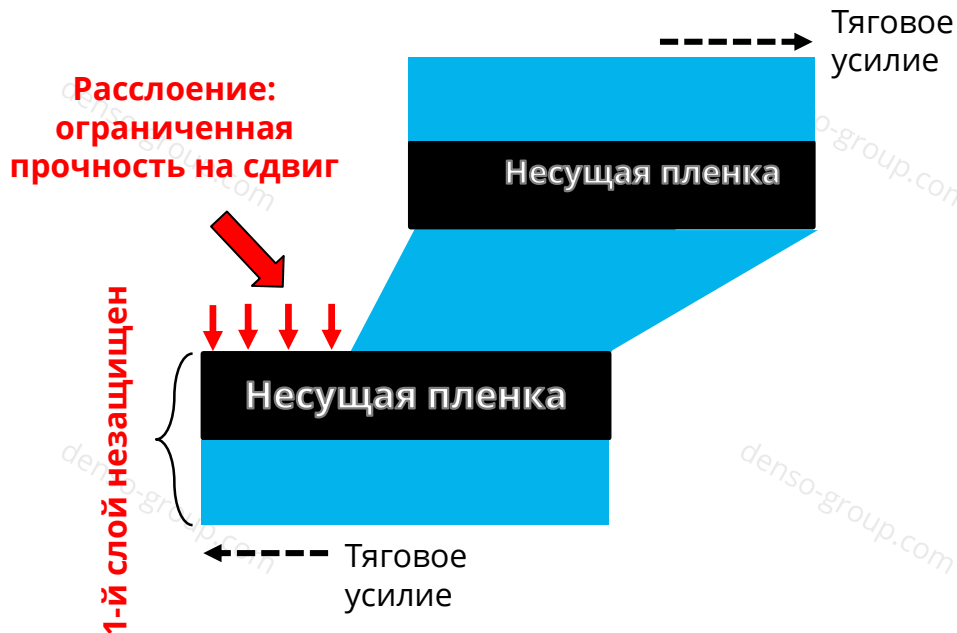 Тяговое
усилие
Расслоение:
ограниченная
прочность на сдвиг
Несущая пленка
1-й слой незащищен
Несущая пленка
Тяговое
усилие
denso-group.com
o-group.com
denso-group.com
denso-group.com